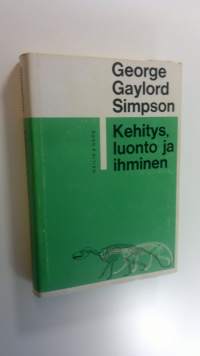 George
Gaylord
Simpson
Kehitys,
luonto ja
ihminen